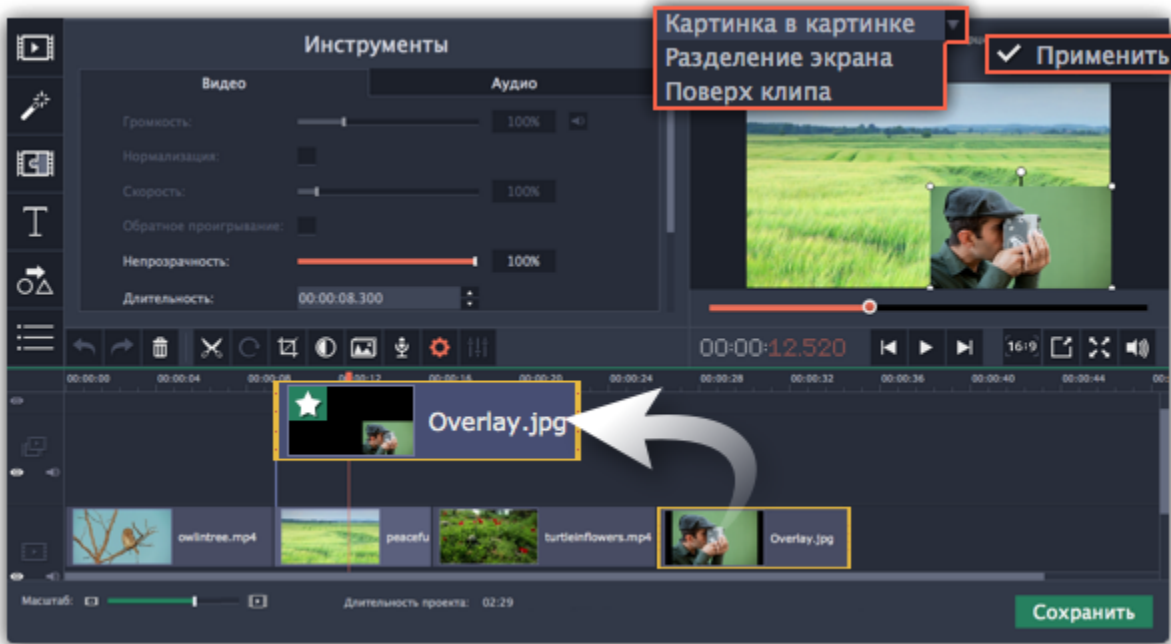 Картинка в картинке
Разделение экрана
Поверх клипа
Применить
Инструменты
Видео
Аудио
Громкость:
100%
Нормализация:
Скорость:
100%
Обратное проигрывание:
Непрозрачность:
100%
Длительность:
00:00:08.300
T
00:00:12.520
16:9
00:00:00 00:00:04 00:00:08 00:00:12 00:00:16 00:00:20 00:00:24 00:00:28 00:00:32 00:00:36 00:00:40 00:00:44 00:
Overlay.jpg
owlintree.mp4
peacefu
turtleinflowers.mp4
Overlay.jpg
Масштаб:
Длительность проекта: 02:29
Сохранить